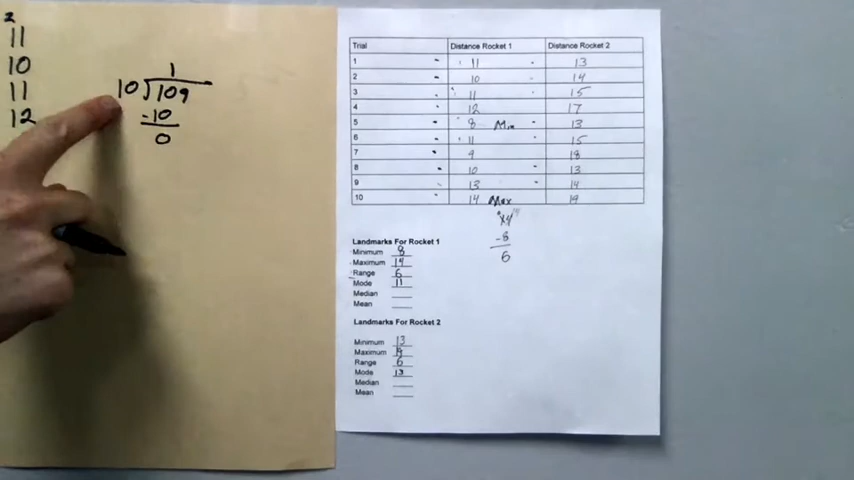 2
11
10
11
12
1
10 109
-10
0
Trial Distance Rocket 1 Distance Rocket 2
1 11 13
2 10 14
3 11 15
4 12 17
5 8 Min 13
6 11 15
7 9 18
8 10 13
9 13 14
10 14 Max 19
14
-8
6
Landmarks For Rocket 1
Minimum 8
Maximum 14
Range 6
Mode 11
Median
Mean
Landmarks For Rocket 2
Minimum 13
Maximum 19
Range 6
Mode 13
Median
Mean